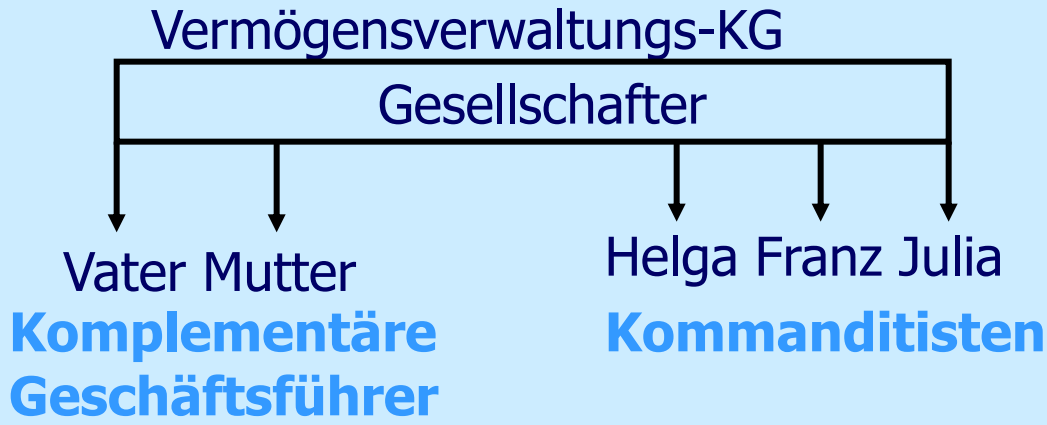 Vermögensverwaltungs-KG
Gesellschafter
Vater Mutter
Helga Franz Julia
Komplementäre
Kommanditisten
Geschäftsführer